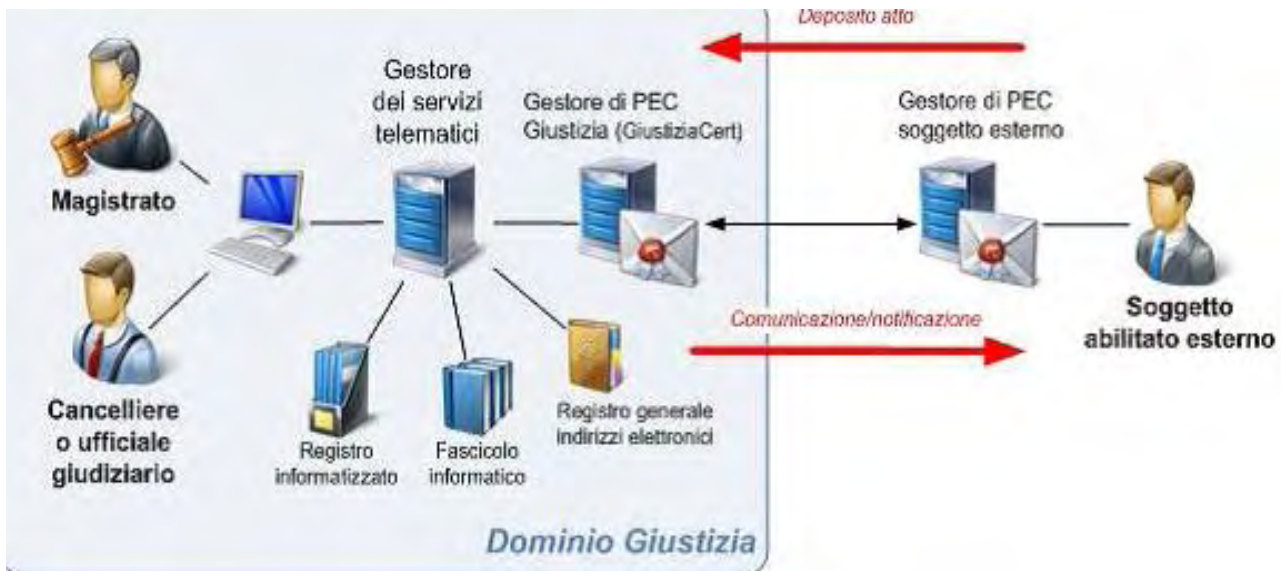 Deposito atto
Gestore
dei servizi
telematici
Gestore di PEC
Giustizia (GiustiziaCert)
Gestore di PEC
soggetto esterno
Magistrato
Comunicazione/notificazione
Soggetto
abilitato esterno
Cancelliere
o ufficiale
giudiziario
Registro
informatizzato
Fascicolo
informatico
Registro generale
indirizzi elettronici
Dominio Giustizia